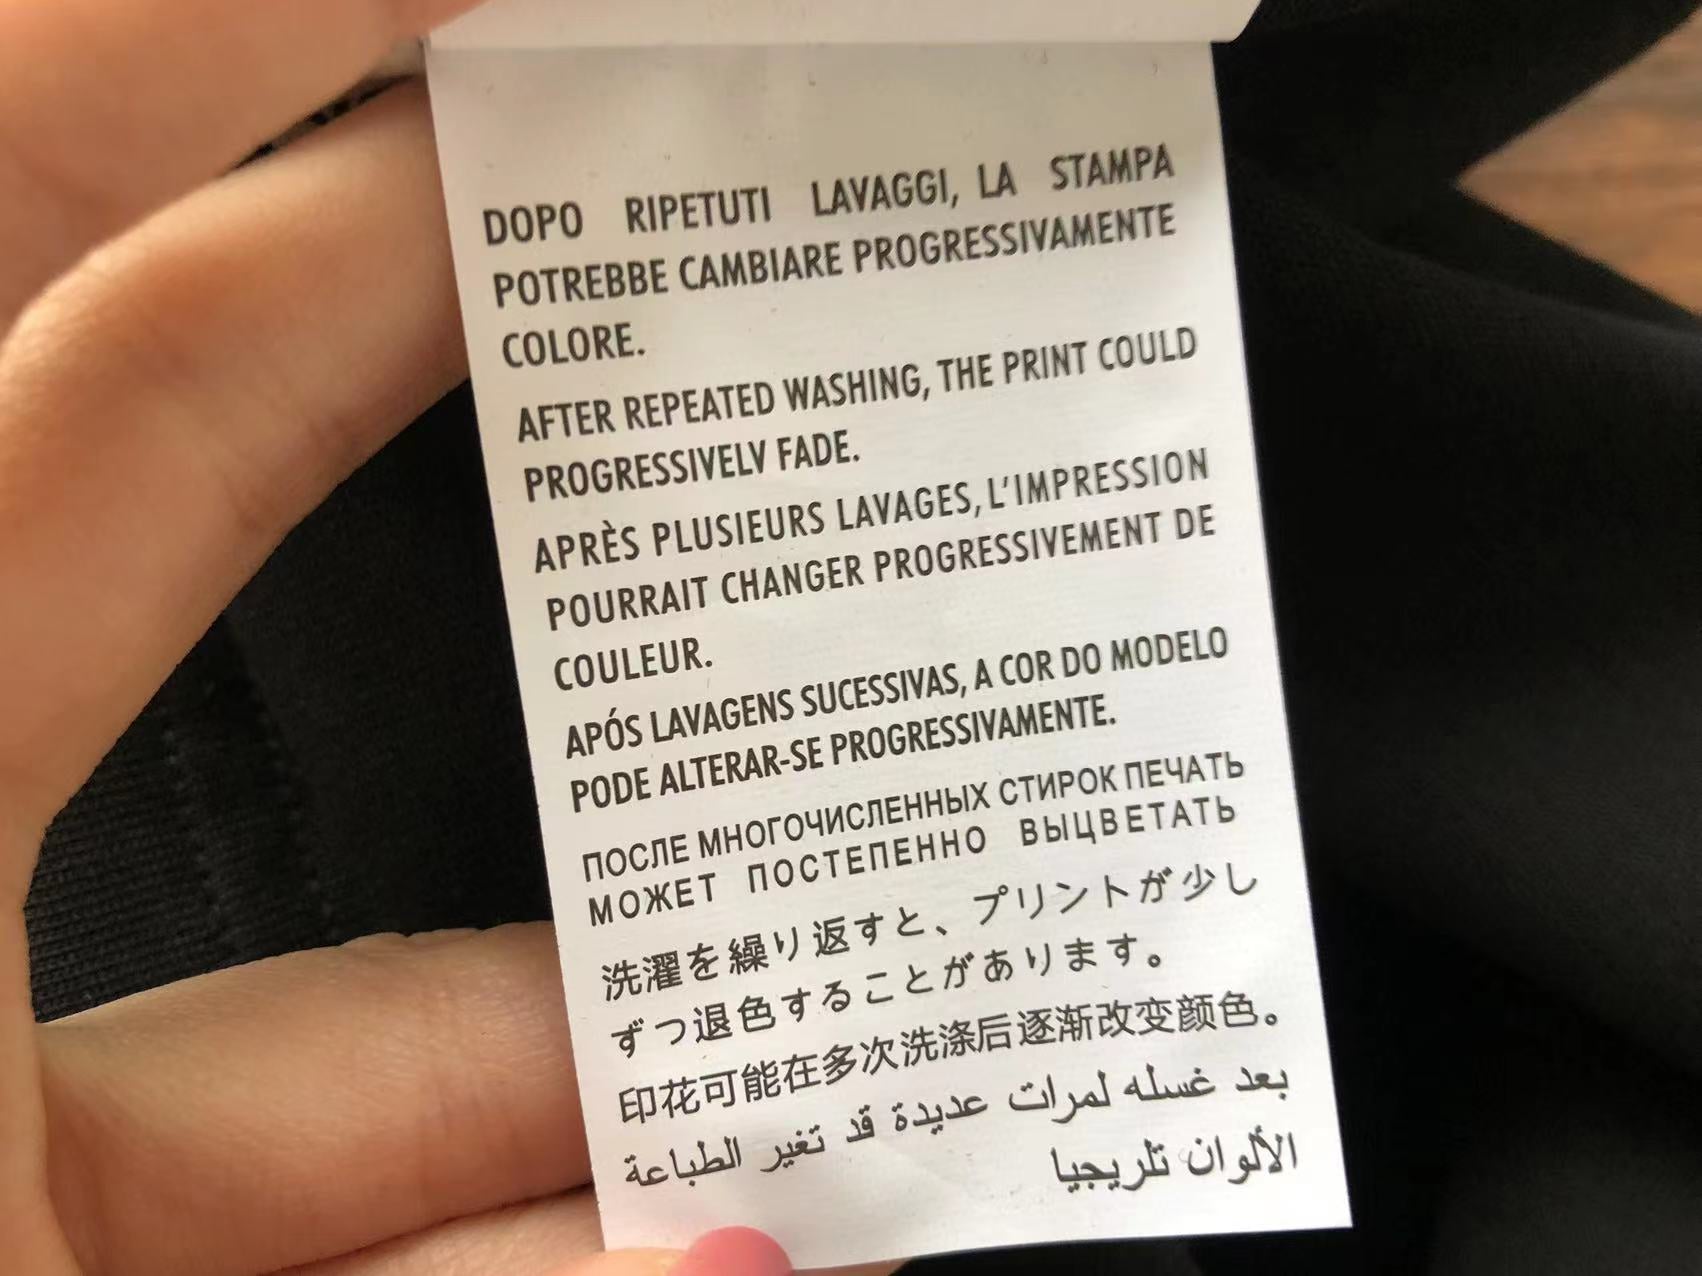 DOPO RIPETUTI LAVAGGI, LA STAMPA
POTREBBE CAMBIARE PROGRESSIVAMENTE
COLORE.
AFTER REPEATED WASHING, THE PRINT COULD
PROGRESSIVELV FADE.
APRÈS PLUSIEURS LAVAGES, L'IMPRESSION
POURRAIT CHANGER PROGRESSIVEMENT DE
COULEUR.
APÓS LAVAGENS SUCESSIVAS, A COR DO MODELO
PODE ALTERAR-SE PROGRESSIVAMENTE.
ПОСЛЕ МНОГОЧИСЛЕННЫХ СТИРОК ПЕЧАТЬ
МОЖЕТ ПОСТЕПЕННО ВЫЦВЕТАТЬ
洗濯を繰り返すと、プリントが少し
ずつ退色することがあります。
印花可能在多次洗涤后逐渐改变颜色。
بعد غسله لمرات عديدة قد تغير الطباعة
الألوان تلريجيا